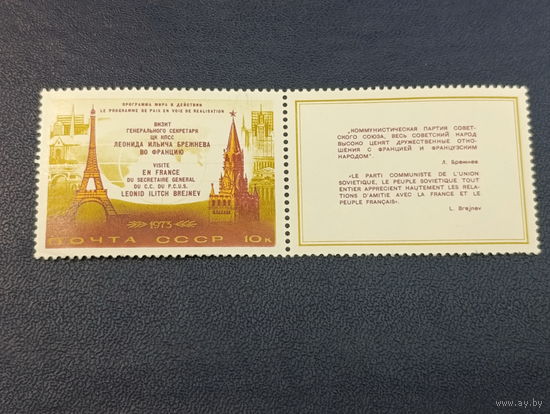 ПРОГРАММА МИРА В ДЕЙСТВИИ
LE PROGRAMME DE PAIX EN VOIE DE REALISATION
ВИЗИТ
ГЕНЕРАЛЬНОГО СЕКРЕТАРЯ
ЦК КПСС
ЛЕОНИДА ИЛЬИЧА БРЕЖНЕВА
ВО ФРАНЦИЮ
VISITE
EN FRANCE
DU SECRETAIRE GENERAL
DU C.C. DU P.C.U.S.
LEONID ILITCH BREJNEV
1973
ПОЧТА СССР 10к
«КОММУНИСТИЧЕСКАЯ ПАРТИЯ СОВЕТ-
СКОГО СОЮЗА, ВЕСЬ СОВЕТСКИЙ НАРОД
ВЫСОКО ЦЕНЯТ ДРУЖЕСТВЕННЫЕ ОТНО-
ШЕНИЯ С ФРАНЦИЕЙ И ФРАНЦУЗСКИМ
НАРОДОМ»
Л. Брежнев
«LE PARTI COMMUNISTE DE L'UNION
SOVIETIQUE, LE PEUPLE SOVIETIQUE TOUT
ENTIER APPRECIENT HAUTEMENT LES RELA-
TIONS D'AMITIE AVEC LA FRANCE ET LE
PEUPLE FRANÇAIS».
L. Brejnev
www.ay.by